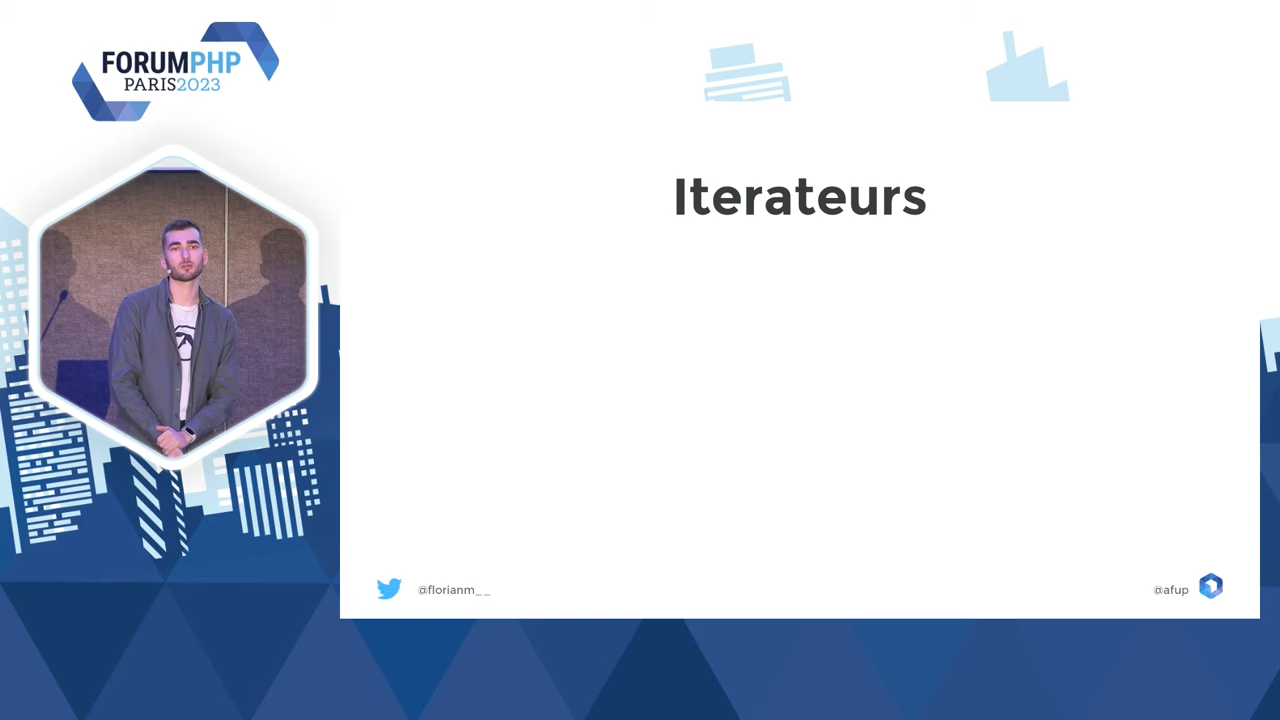 FORUMPHP
PARIS2023
Iterateurs
@florianm__
@afup